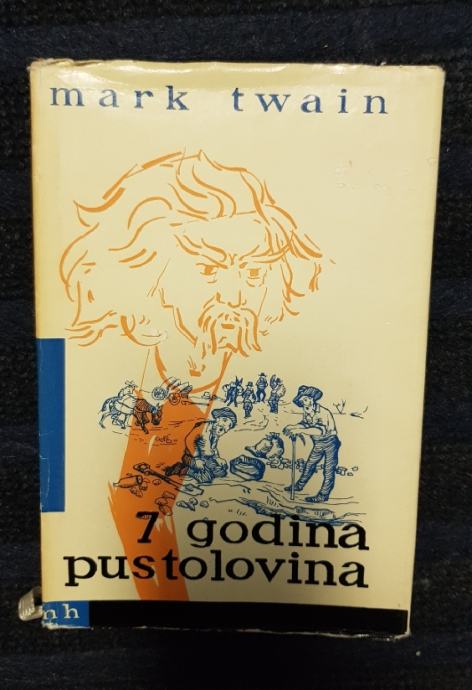 mark twain
7 godina
pustolovina
nh